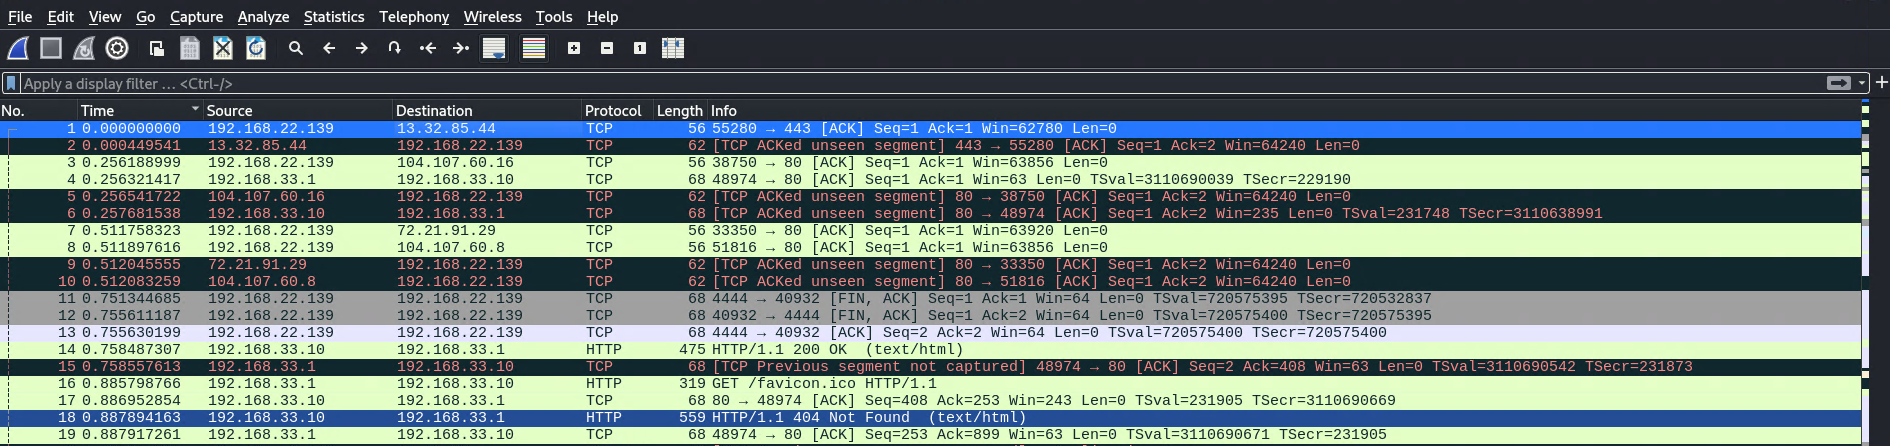 File Edit View Go Capture Analyze Statistics Telephony Wireless Tools Help
Apply a display filter ... <Ctrl-/>
No. Time Source Destination Protocol Length Info
1 0.000000000 192.168.22.139 13.32.85.44 TCP 56 55280 → 443 [ACK] Seq=1 Ack=1 Win=62780 Len=0
2 0.000449541 13.32.85.44 192.168.22.139 TCP 62 [TCP ACKed unseen segment] 443 → 55280 [ACK] Seq=1 Ack=2 Win=64240 Len=0
3 0.256188999 192.168.22.139 104.107.60.16 TCP 56 38750 → 80 [ACK] Seq=1 Ack=1 Win=63856 Len=0
4 0.256321417 192.168.33.1 192.168.33.10 TCP 68 48974 → 80 [ACK] Seq=1 Ack=1 Win=63 Len=0 TSval=3110690039 TSecr=229190
5 0.256541722 104.107.60.16 192.168.22.139 TCP 62 [TCP ACKed unseen segment] 80 → 38750 [ACK] Seq=1 Ack=2 Win=64240 Len=0
6 0.257681538 192.168.33.10 192.168.33.1 TCP 68 [TCP ACKed unseen segment] 80 → 48974 [ACK] Seq=1 Ack=2 Win=235 Len=0 TSval=231748 TSecr=3110638991
7 0.511758323 192.168.22.139 72.21.91.29 TCP 56 33350 → 80 [ACK] Seq=1 Ack=1 Win=63920 Len=0
8 0.511897616 192.168.22.139 104.107.60.8 TCP 56 51816 → 80 [ACK] Seq=1 Ack=1 Win=63856 Len=0
9 0.512045555 72.21.91.29 192.168.22.139 TCP 62 [TCP ACKed unseen segment] 80 → 33350 [ACK] Seq=1 Ack=2 Win=64240 Len=0
10 0.512083259 104.107.60.8 192.168.22.139 TCP 62 [TCP ACKed unseen segment] 80 → 51816 [ACK] Seq=1 Ack=2 Win=64240 Len=0
11 0.751344685 192.168.22.139 192.168.22.139 TCP 68 4444 → 40932 [FIN, ACK] Seq=1 Ack=1 Win=64 Len=0 TSval=720575395 TSecr=720532837
12 0.755611187 192.168.22.139 192.168.22.139 TCP 68 40932 → 4444 [FIN, ACK] Seq=1 Ack=2 Win=64 Len=0 TSval=720575400 TSecr=720575395
13 0.755630199 192.168.22.139 192.168.22.139 TCP 68 4444 → 40932 [ACK] Seq=2 Ack=2 Win=64 Len=0 TSval=720575400 TSecr=720575400
14 0.758487307 192.168.33.10 192.168.33.1 HTTP 475 HTTP/1.1 200 OK (text/html)
15 0.758557613 192.168.33.1 192.168.33.10 TCP 68 [TCP Previous segment not captured] 48974 → 80 [ACK] Seq=2 Ack=408 Win=63 Len=0 TSval=3110690542 TSecr=231873
16 0.885798766 192.168.33.1 192.168.33.10 HTTP 319 GET /favicon.ico HTTP/1.1
17 0.886952854 192.168.33.10 192.168.33.1 TCP 68 80 → 48974 [ACK] Seq=408 Ack=253 Win=243 Len=0 TSval=231905 TSecr=3110690669
18 0.887894163 192.168.33.10 192.168.33.1 HTTP 559 HTTP/1.1 404 Not Found (text/html)
19 0.887917261 192.168.33.1 192.168.33.10 TCP 68 48974 → 80 [ACK] Seq=253 Ack=899 Win=63 Len=0 TSval=3110690671 TSecr=231905